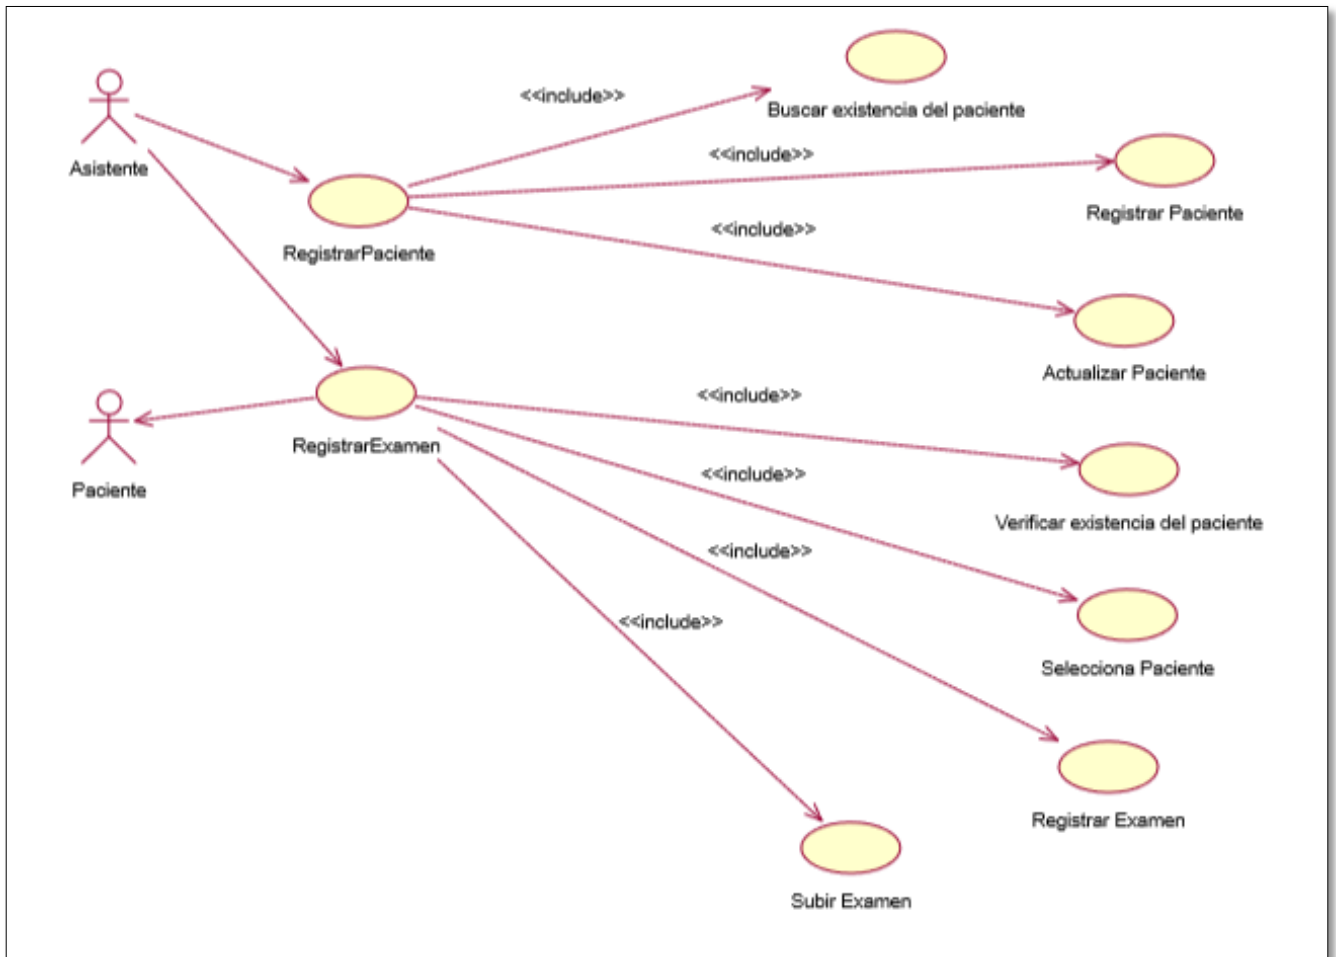 <<include>>
Buscar existencia del paciente
<<include>>
Asistente
Registrar Paciente
<<include>>
RegistrarPaciente
Actualizar Paciente
<<include>>
RegistrarExamen
<<include>>
Paciente
Verificar existencia del paciente
<<include>>
<<include>>
Selecciona Paciente
Registrar Examen
Subir Examen